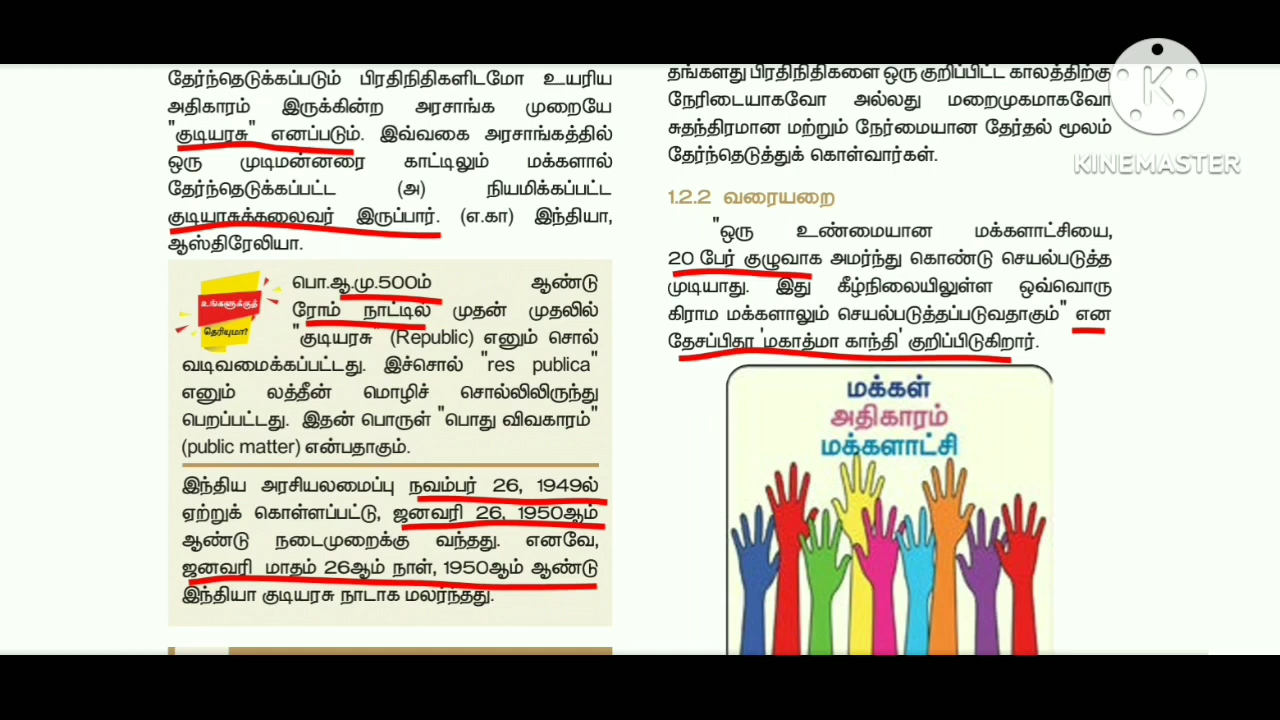 தேர்ந்தெடுக்கப்படும் பிரதிநிதிகளிடமோ உயரிய
அதிகாரம் இருக்கின்ற அரசாங்க முறையே
"குடியரசு" எனப்படும். இவ்வகை அரசாங்கத்தில்
ஒரு முடிமன்னரை காட்டிலும் மக்களால்
தேர்ந்தெடுக்கப்பட்ட (அ) நியமிக்கப்பட்ட
குடியரசுத்தலைவர் இருப்பார். (எ.கா) இந்தியா,
ஆஸ்திரேலியா.
உங்களுக்குத்
தெரியுமா?
பொ.ஆ.மு.500ம் ஆண்டு
ரோம் நாட்டில் முதன் முதலில்
"குடியரசு" (Republic) எனும் சொல்
வடிவமைக்கப்பட்டது. இச்சொல் "res publica"
எனும் லத்தீன் மொழிச் சொல்லிலிருந்து
பெறப்பட்டது. இதன் பொருள் "பொது விவகாரம்"
(public matter) என்பதாகும்.
இந்திய அரசியலமைப்பு நவம்பர் 26, 1949ல்
ஏற்றுக் கொள்ளப்பட்டு, ஜனவரி 26, 1950ஆம்
ஆண்டு நடைமுறைக்கு வந்தது. எனவே,
ஜனவரி மாதம் 26ஆம் நாள், 1950ஆம் ஆண்டு
இந்தியா குடியரசு நாடாக மலர்ந்தது.
தங்களது பிரதிநிதிகளை ஒரு குறிப்பிட்ட காலத்திற்கு
நேரிடையாகவோ அல்லது மறைமுகமாகவோ
சுதந்திரமான மற்றும் நேர்மையான தேர்தல் மூலம்
தேர்ந்தெடுத்துக் கொள்வார்கள்.
1.2.2 வரையறை
"ஒரு உண்மையான மக்களாட்சியை,
20 பேர் குழுவாக அமர்ந்து கொண்டு செயல்படுத்த
முடியாது. இது கீழ்நிலையிலுள்ள ஒவ்வொரு
கிராம மக்களாலும் செயல்படுத்தப்படுவதாகும்" என
தேசப்பிதா 'மகாத்மா காந்தி' குறிப்பிடுகிறார்.
மக்கள்
அதிகாரம்
மக்களாட்சி
K
KINEMASTER